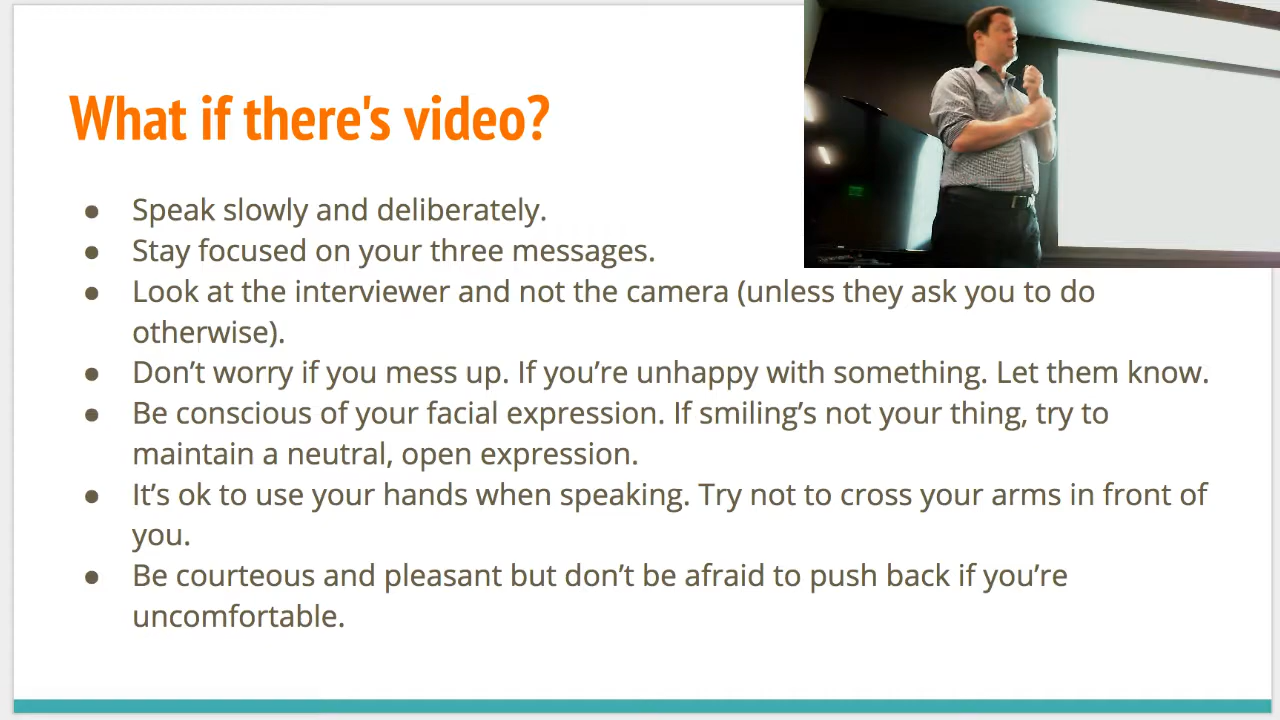 What if there's video?
● Speak slowly and deliberately.
● Stay focused on your three messages.
● Look at the interviewer and not the camera (unless they ask you to do
otherwise).
● Don’t worry if you mess up. If you’re unhappy with something. Let them know.
● Be conscious of your facial expression. If smiling’s not your thing, try to
maintain a neutral, open expression.
● It’s ok to use your hands when speaking. Try not to cross your arms in front of
you.
● Be courteous and pleasant but don’t be afraid to push back if you’re
uncomfortable.